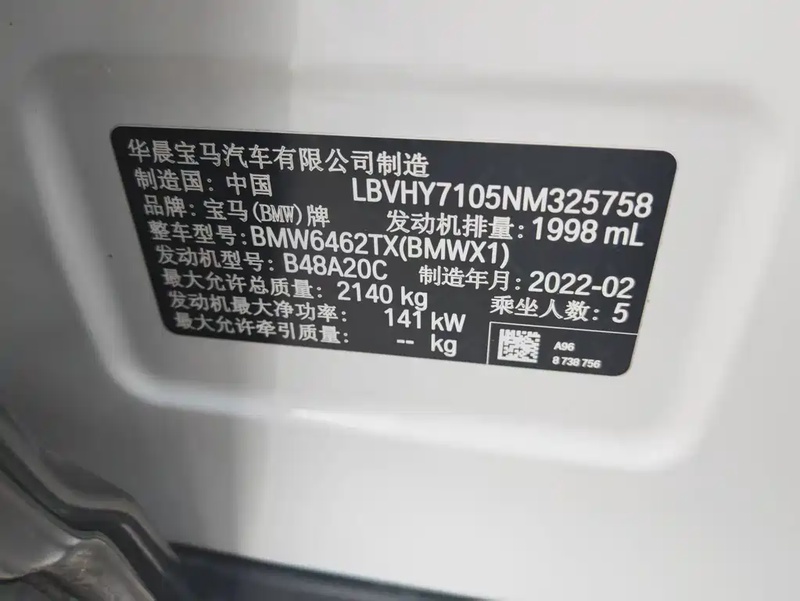 华晨宝马汽车有限公司制造
制造国: 中国 LBVHY7105NM325758
品牌: 宝马(BMW)牌 发动机排量: 1998 mL
整车型号: BMW6462TX(BMWX1)
发动机型号: B48A20C 制造年月: 2022-02
最大允许总质量: 2140 kg 乘坐人数: 5
发动机最大净功率: 141 kW
最大允许牵引质量: -- kg
A96
8 738 756